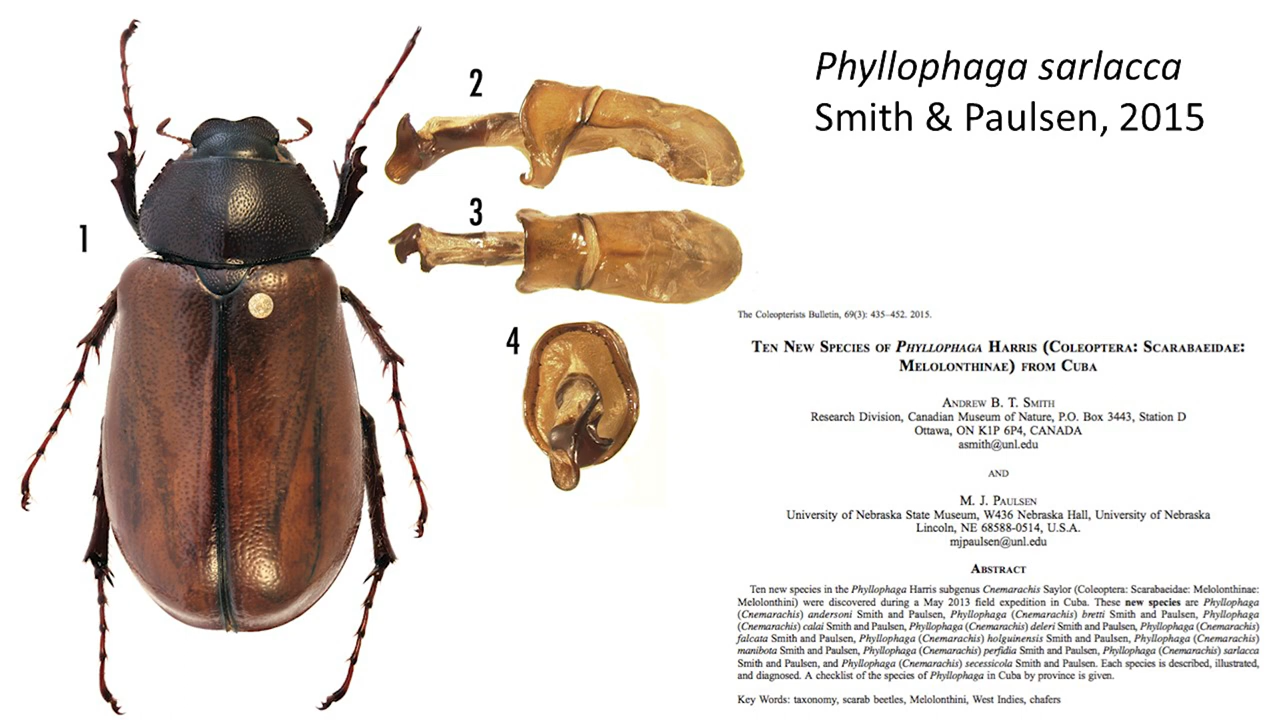 Phyllophaga sarlacca
Smith & Paulsen, 2015
1
2
3
4
The Coleopterists Bulletin, 69(3): 435–452. 2015.
TEN NEW SPECIES OF PHYLLOPHAGA HARRIS (COLEOPTERA: SCARABAEIDAE:
MELOLONTHINAE) FROM CUBA
ANDREW B. T. SMITH
Research Division, Canadian Museum of Nature, P.O. Box 3443, Station D
Ottawa, ON K1P 6P4, CANADA
asmith@unl.edu
AND
M. J. PAULSEN
University of Nebraska State Museum, W436 Nebraska Hall, University of Nebraska
Lincoln, NE 68588-0514, U.S.A.
mjpaulsen@unl.edu
ABSTRACT
Ten new species in the Phyllophaga Harris subgenus Cnemarachis Saylor (Coleoptera: Scarabaeidae: Melolonthinae:
Melolonthini) were discovered during a May 2013 field expedition in Cuba. These new species are Phyllophaga
(Cnemarachis) andersoni Smith and Paulsen, Phyllophaga (Cnemarachis) bretti Smith and Paulsen, Phyllophaga
(Cnemarachis) calai Smith and Paulsen, Phyllophaga (Cnemarachis) deleri Smith and Paulsen, Phyllophaga (Cnemarachis)
falcata Smith and Paulsen, Phyllophaga (Cnemarachis) holguinensis Smith and Paulsen, Phyllophaga (Cnemarachis)
manibota Smith and Paulsen, Phyllophaga (Cnemarachis) perfidia Smith and Paulsen, Phyllophaga (Cnemarachis) sarlacca
Smith and Paulsen, and Phyllophaga (Cnemarachis) secessicola Smith and Paulsen. Each species is described, illustrated,
and diagnosed. A checklist of the species of Phyllophaga in Cuba by province is given.
Key Words: taxonomy, scarab beetles, Melolonthini, West Indies, chafers